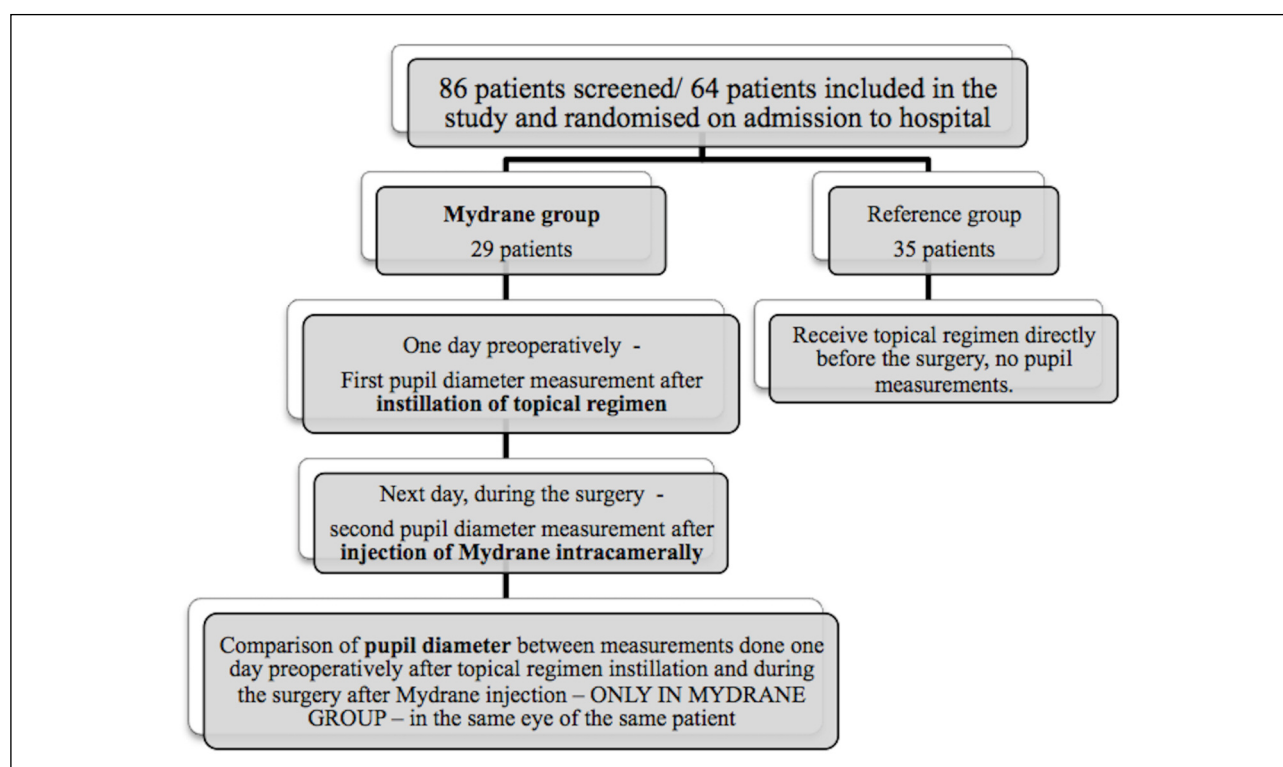 86 patients screened/ 64 patients included in the
study and randomised on admission to hospital
Mydrane group
29 patients
Reference group
35 patients
One day preoperatively -
First pupil diameter measurement after
instillation of topical regimen
Receive topical regimen directly
before the surgery, no pupil
measurements.
Next day, during the surgery -
second pupil diameter measurement after
injection of Mydrane intracamerally
Comparison of pupil diameter between measurements done one
day preoperatively after topical regimen instillation and during
the surgery after Mydrane injection – ONLY IN MYDRANE
GROUP – in the same eye of the same patient